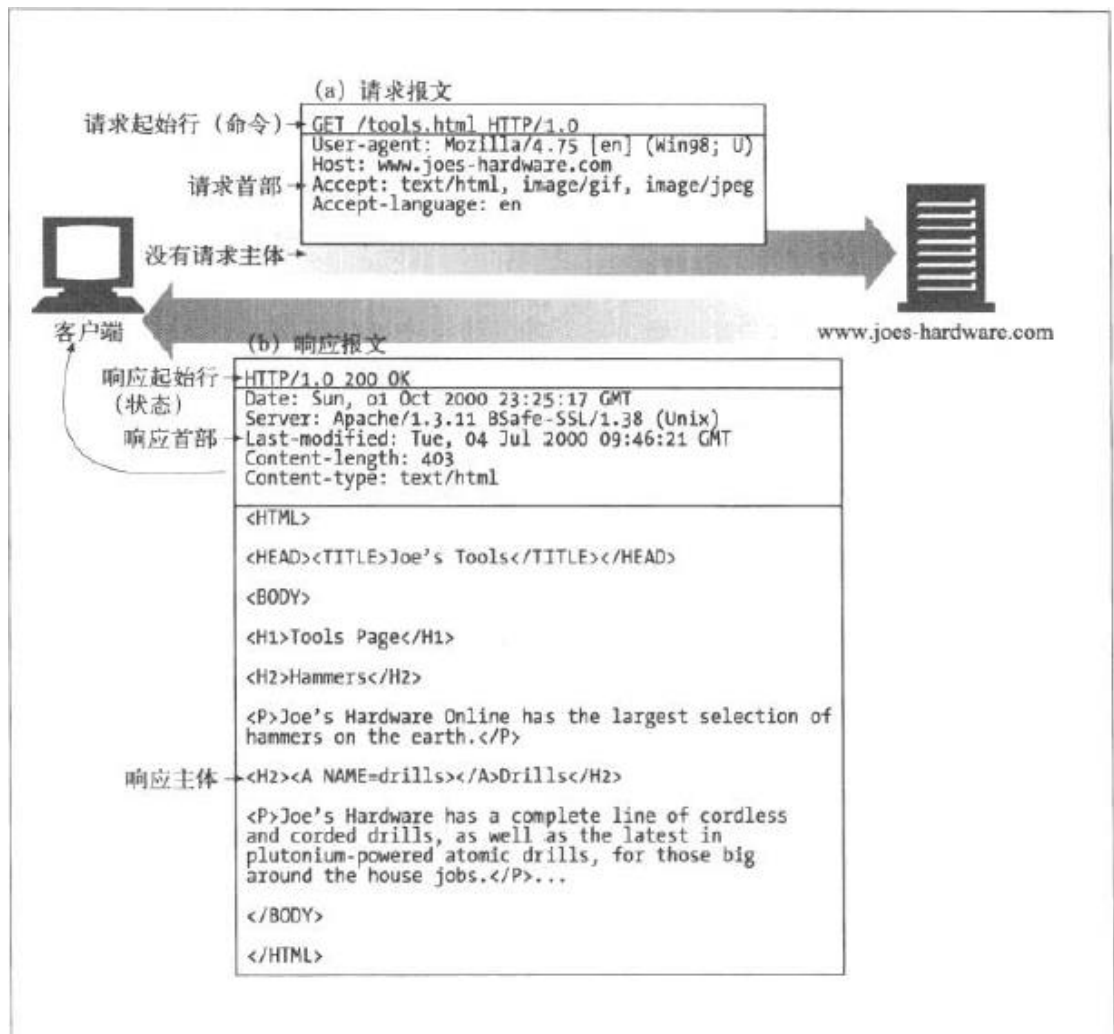 (a) 请求报文
请求起始行（命令）
GET /tools.html HTTP/1.0
User-agent: Mozilla/4.75 [en] (Win98; U)
Host: www.joes-hardware.com
请求首部
Accept: text/html, image/gif, image/jpeg
Accept-language: en
没有请求主体
客户端
www.joes-hardware.com
(b) 响应报文
响应起始行
（状态）
HTTP/1.0 200 OK
Date: Sun, 01 Oct 2000 23:25:17 GMT
Server: Apache/1.3.11 BSafe-SSL/1.38 (Unix)
响应首部
Last-modified: Tue, 04 Jul 2000 09:46:21 GMT
Content-length: 403
Content-type: text/html
<HTML>
<HEAD><TITLE>Joe's Tools</TITLE></HEAD>
<BODY>
<H1>Tools Page</H1>
<H2>Hammers</H2>
<P>Joe's Hardware Online has the largest selection of
hammers on the earth.</P>
响应主体
<H2><A NAME=drills></A>Drills</H2>
<P>Joe's Hardware has a complete line of cordless
and corded drills, as well as the latest in
plutonium-powered atomic drills, for those big
around the house jobs.</P>...
</BODY>
</HTML>